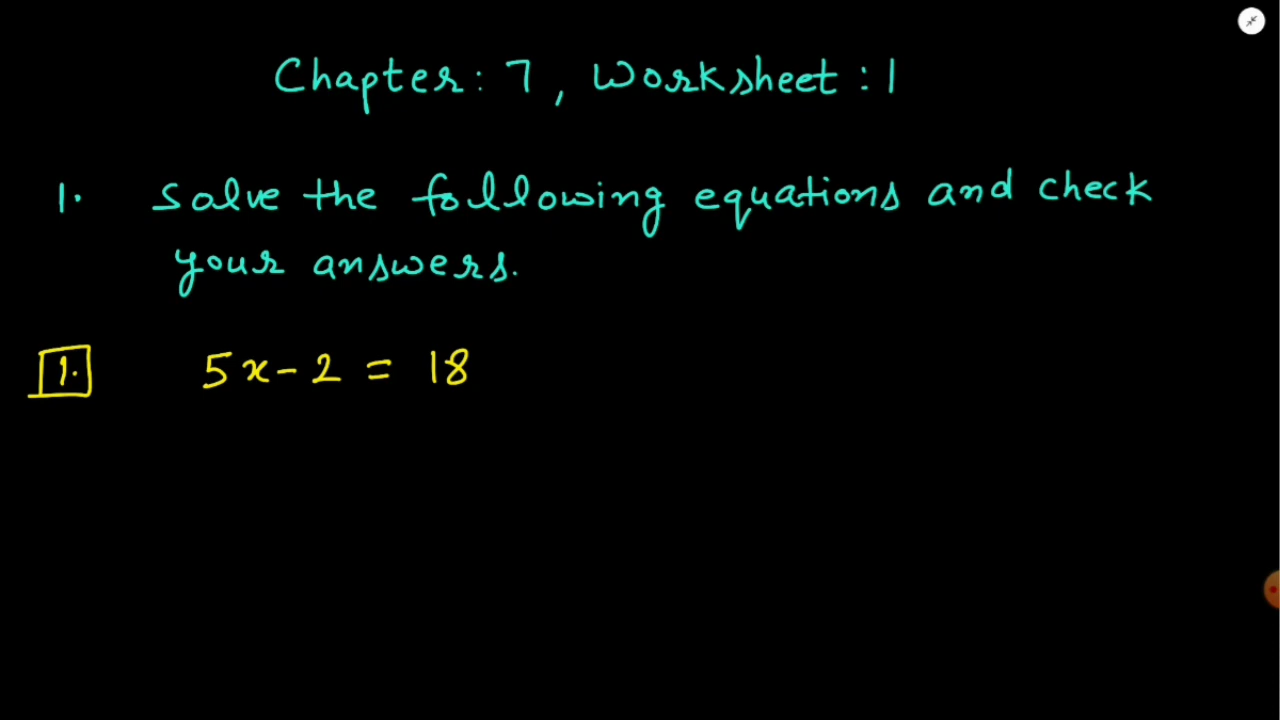 Chapter: 7, Worksheet: 1
1. Solve the following equations and check
your answers.
1. 5x - 2 = 18